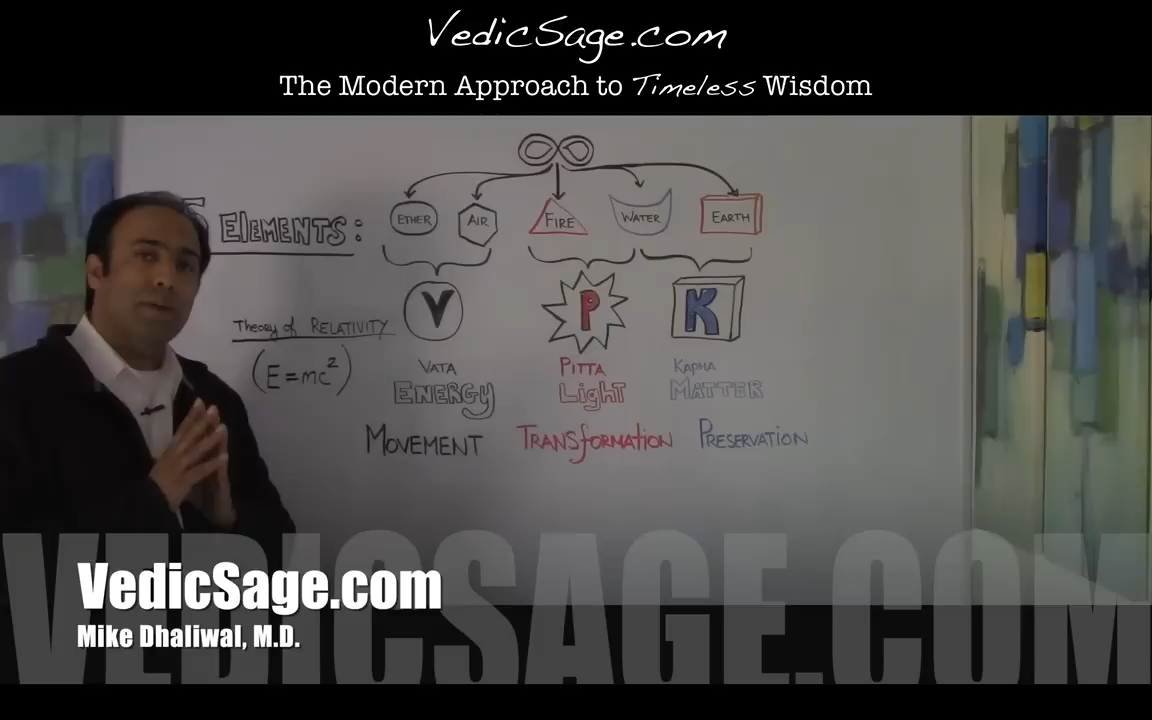 VedicSage.com
The Modern Approach to Timeless Wisdom
5 ELEMENTS:
ETHER
AIR
FIRE
WATER
EARTH
V
P
K
Theory of RELATIVITY
(E=mc²)
VATA
PITTA
KAPHA
ENERGY
LighT
MATTER
MOVEMENT
TRANSfORMATION
PRESERVATION
VEDICSAGE.COM
VedicSage.com
Mike Dhaliwal, M.D.